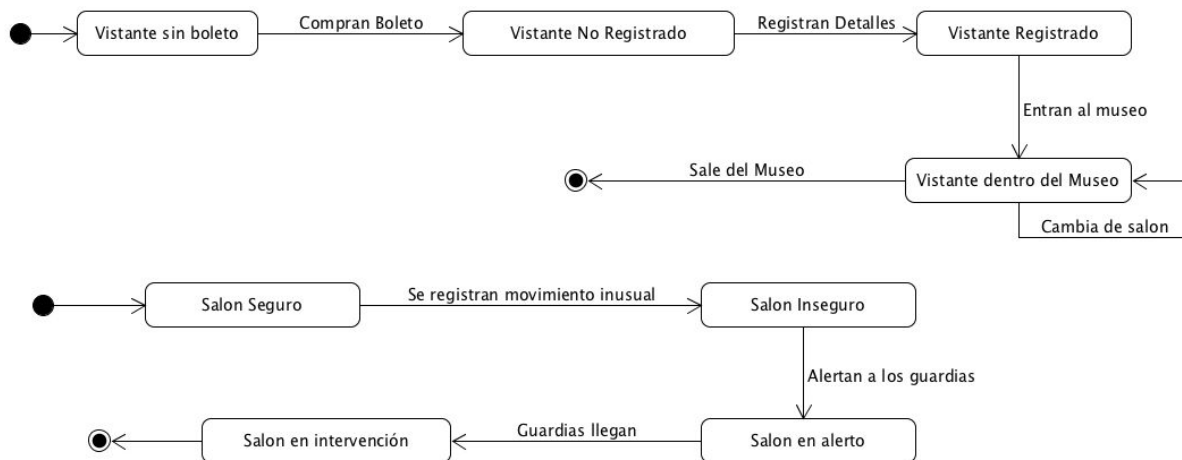 Vistante sin boleto
Compran Boleto
Vistante No Registrado
Registran Detalles
Vistante Registrado
Entran al museo
Sale del Museo
Vistante dentro del Museo
Cambia de salon
Salon Seguro
Se registran movimiento inusual
Salon Inseguro
Alertan a los guardias
Salon en intervención
Guardias llegan
Salon en alerto